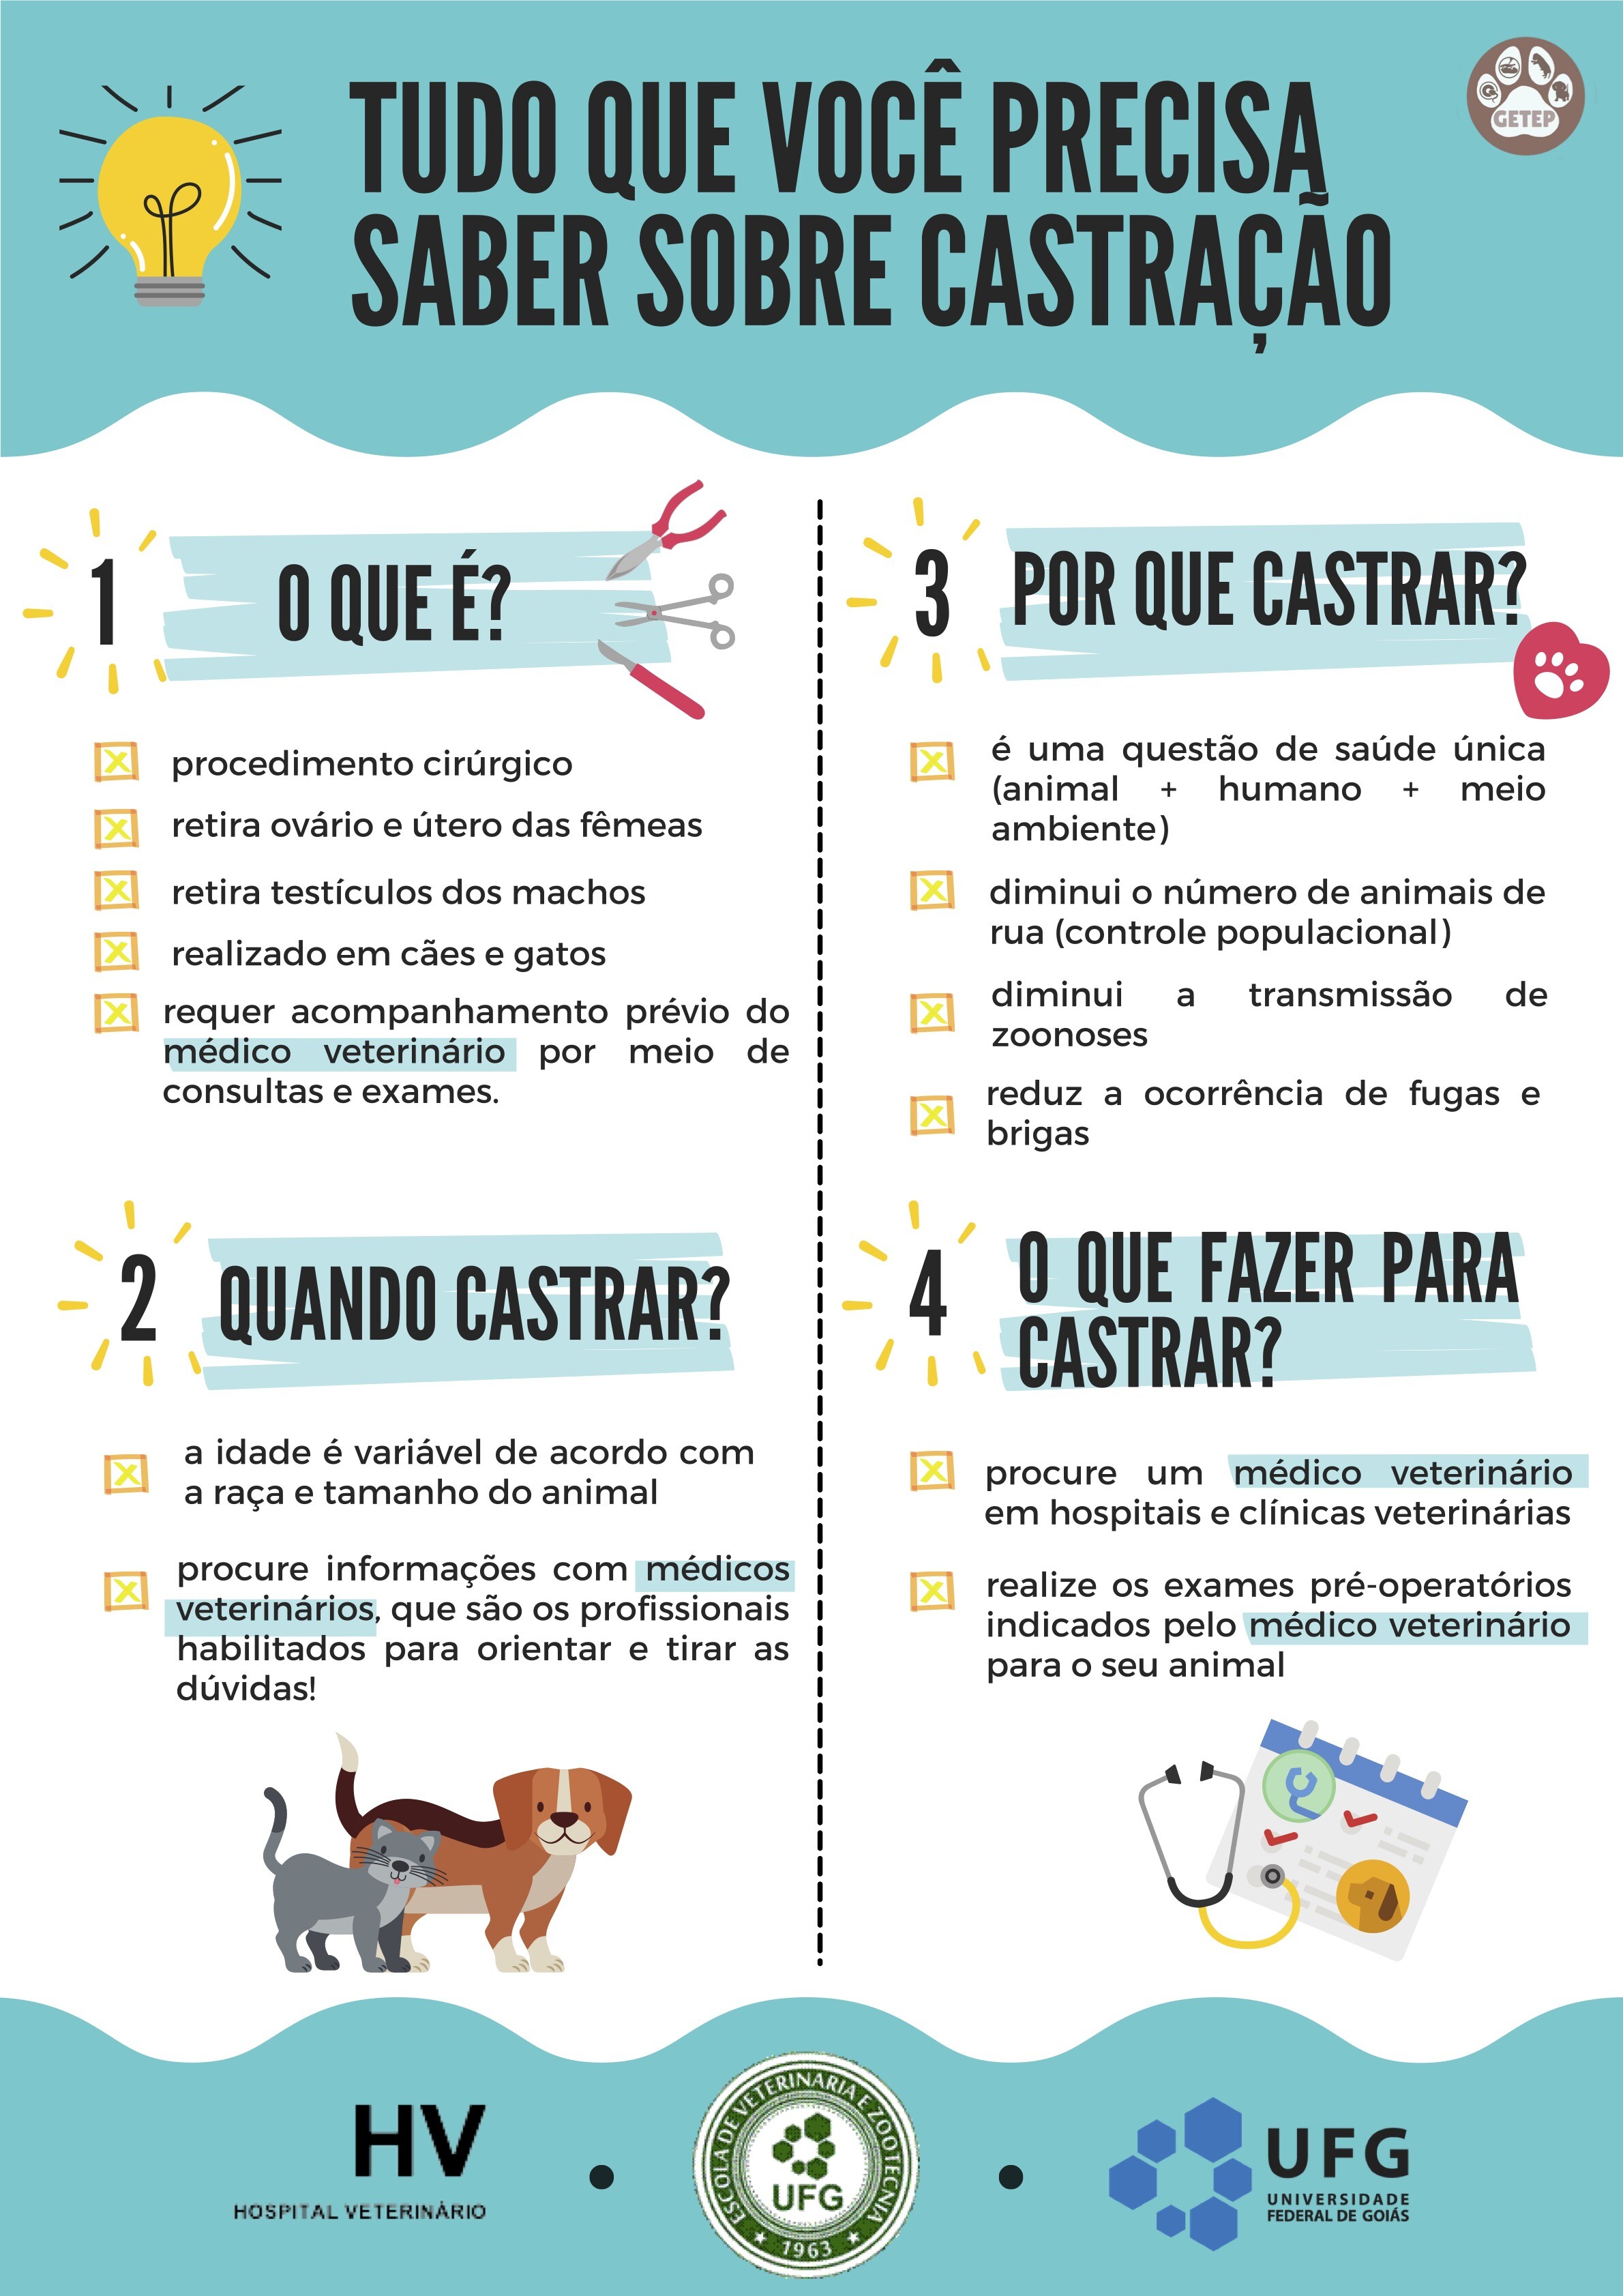 TUDO QUE VOCÊ PRECISA
SABER SOBRE CASTRAÇÃO
GETEP
1
O QUE É?
procedimento cirúrgico
retira ovário e útero das fêmeas
retira testículos dos machos
realizado em cães e gatos
requer acompanhamento prévio do
médico veterinário por meio de
consultas e exames.
2
QUANDO CASTRAR?
a idade é variável de acordo com
a raça e tamanho do animal
procure informações com médicos
veterinários, que são os profissionais
habilitados para orientar e tirar as
dúvidas!
3
POR QUE CASTRAR?
é uma questão de saúde única
(animal + humano + meio
ambiente)
diminui o número de animais de
rua (controle populacional)
diminui a transmissão de
zoonoses
reduz a ocorrência de fugas e
brigas
4
O QUE FAZER PARA
CASTRAR?
procure um médico veterinário
em hospitais e clínicas veterinárias
realize os exames pré-operatórios
indicados pelo médico veterinário
para o seu animal
HV
HOSPITAL VETERINÁRIO
ESCOLA DE VETERINARIA E ZOOTECNIA
UFG
1963
UFG
UNIVERSIDADE
FEDERAL DE GOIÁS